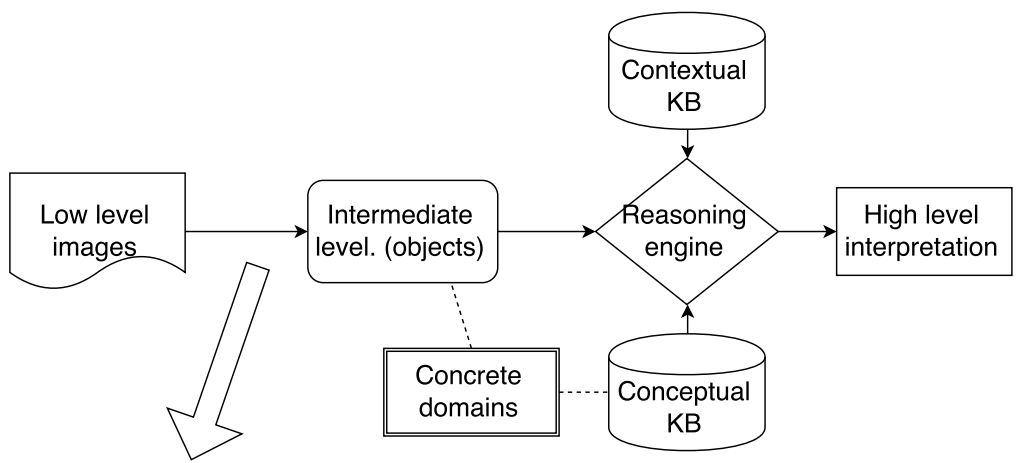 Contextual
KB
Low level
images
Intermediate
level. (objects)
Reasoning
engine
High level
interpretation
Concrete
domains
Conceptual
KB